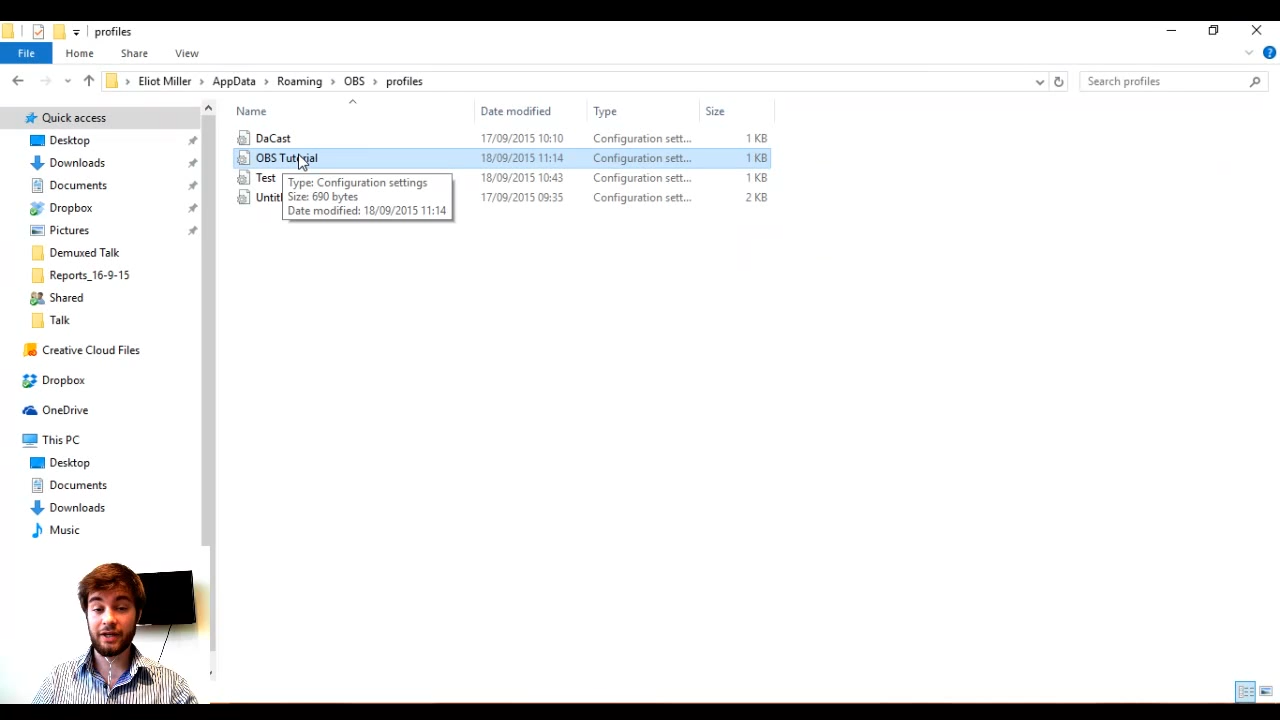 profiles
File Home Share View
Eliot Miller AppData Roaming OBS profiles
Search profiles
Name Date modified Type Size
DaCast 17/09/2015 10:10 Configuration sett... 1 KB
OBS Tutorial 18/09/2015 11:14 Configuration sett... 1 KB
Test 18/09/2015 10:43 Configuration sett... 1 KB
17/09/2015 09:35 Configuration sett... 2 KB
Type: Configuration settings
Size: 690 bytes
Date modified: 18/09/2015 11:14
Quick access
Desktop
Downloads
Documents
Dropbox
Pictures
Demuxed Talk
Reports_16-9-15
Shared
Talk
Creative Cloud Files
Dropbox
OneDrive
This PC
Desktop
Documents
Downloads
Music